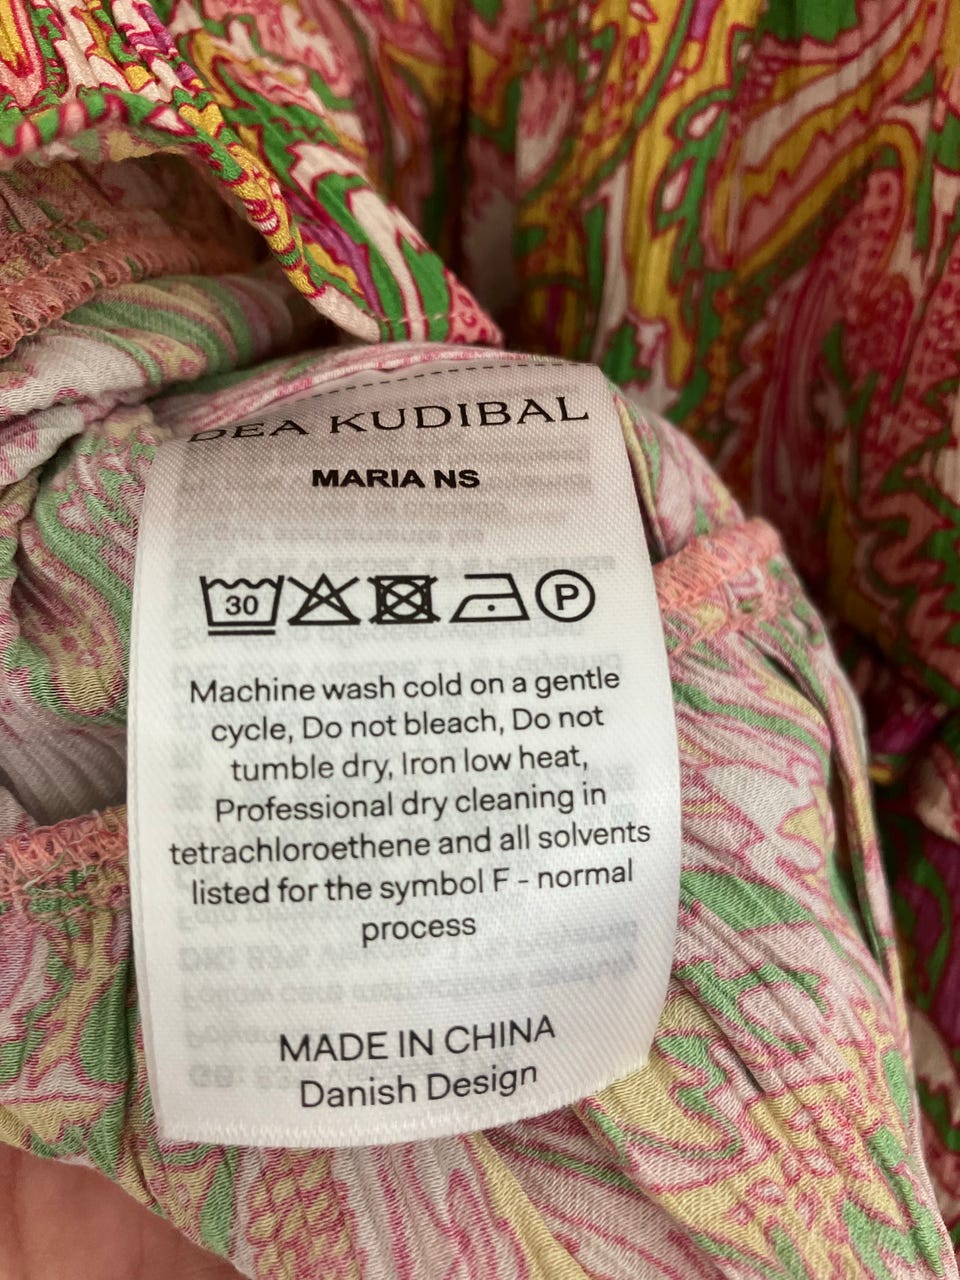 DEA KUDIBAL
MARIA NS
30
P
Machine wash cold on a gentle
cycle, Do not bleach, Do not
tumble dry, Iron low heat,
Professional dry cleaning in
tetrachloroethene and all solvents
listed for the symbol F - normal
process
MADE IN CHINA
Danish Design